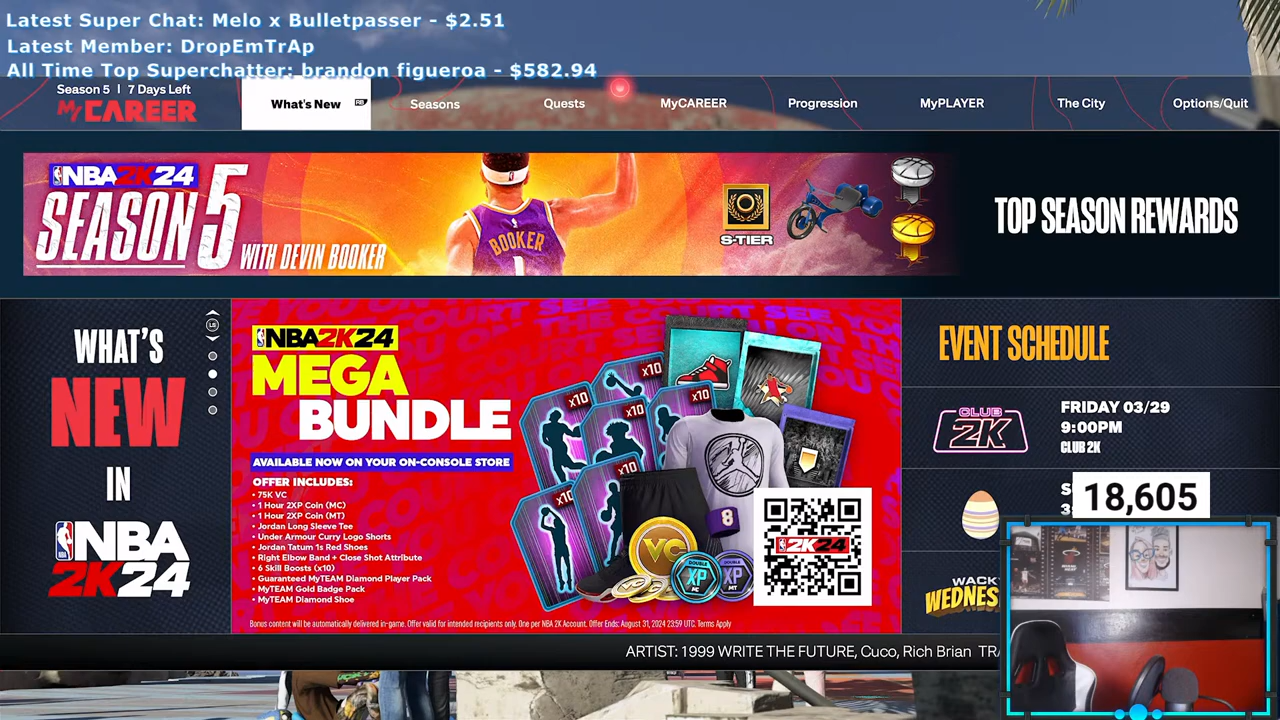 Latest Super Chat: Melo x Bulletpasser - $2.51
Latest Member: DropEmTrAp
All Time Top Superchatter: brandon figueroa - $582.94
Season 5 | 7 Days Left
MyCAREER
What's New RB
Seasons
Quests
MyCAREER
Progression
MyPLAYER
The City
Options/Quit
NBA 2K24
SEASON 5
WITH DEVIN BOOKER
BOOKER
1
S-TIER
TOP SEASON REWARDS
WHAT'S
NEW
IN
NBA
2K24
LS
NBA 2K24
MEGA
BUNDLE
AVAILABLE NOW ON YOUR ON-CONSOLE STORE
OFFER INCLUDES:
• 75K VC
• 1 Hour 2XP Coin (MC)
• 1 Hour 2XP Coin (MT)
• Jordan Long Sleeve Tee
• Under Armour Curry Logo Shorts
• Jordan Tatum 1s Red Shoes
• Right Elbow Band + Close Shot Attribute
• 6 Skill Boosts (x10)
• Guaranteed MyTEAM Diamond Player Pack
• MyTEAM Gold Badge Pack
• MyTEAM Diamond Shoe
Bonus content will be automatically delivered in-game. Offer valid for intended recipients only. One per NBA 2K Account. Offer Ends: August 31, 2024 23:59 UTC. Terms Apply
x10
x10
x10
x10
x10
x10
8
VC
DOUBLE
XP
MC
DOUBLE
XP
MT
2K24
EVENT SCHEDULE
CLUB
2K
FRIDAY 03/29
9:00PM
CLUB 2K
18,605
WACK
WEDNES
ARTIST: 1999 WRITE THE FUTURE, Cuco, Rich Brian TRA